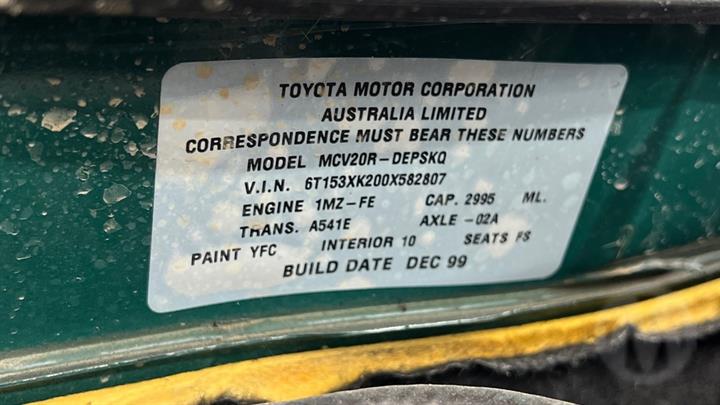 TOYOTA MOTOR CORPORATION
AUSTRALIA LIMITED
CORRESPONDENCE MUST BEAR THESE NUMBERS
MODEL MCV20R-DEPSKQ
V.I.N. 6T153XK200X582807
ENGINE 1MZ-FE CAP. 2995 ML.
TRANS. A541E AXLE -02A
PAINT YFC INTERIOR 10 SEATS FS
BUILD DATE DEC 99